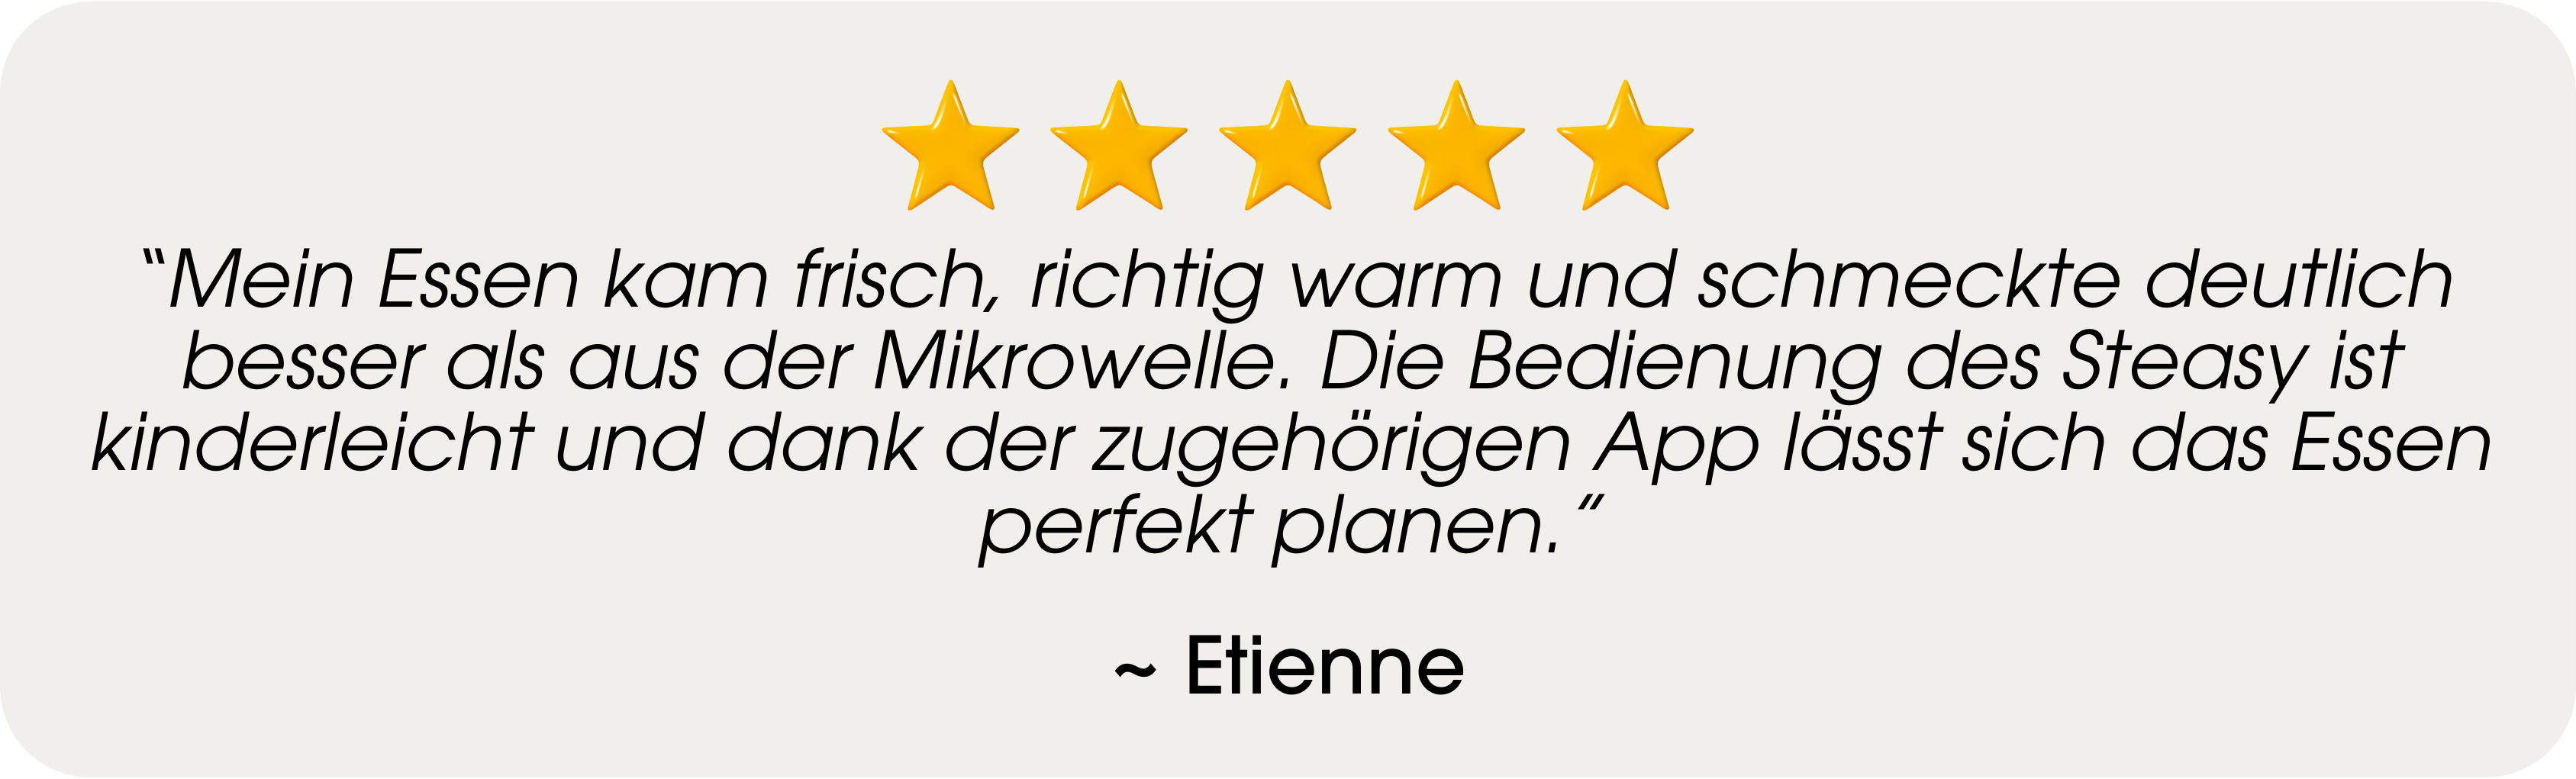 “Mein Essen kam frisch, richtig warm und schmeckte deutlich
besser als aus der Mikrowelle. Die Bedienung des Steasy ist
kinderleicht und dank der zugehörigen App lässt sich das Essen
perfekt planen.”
~ Etienne